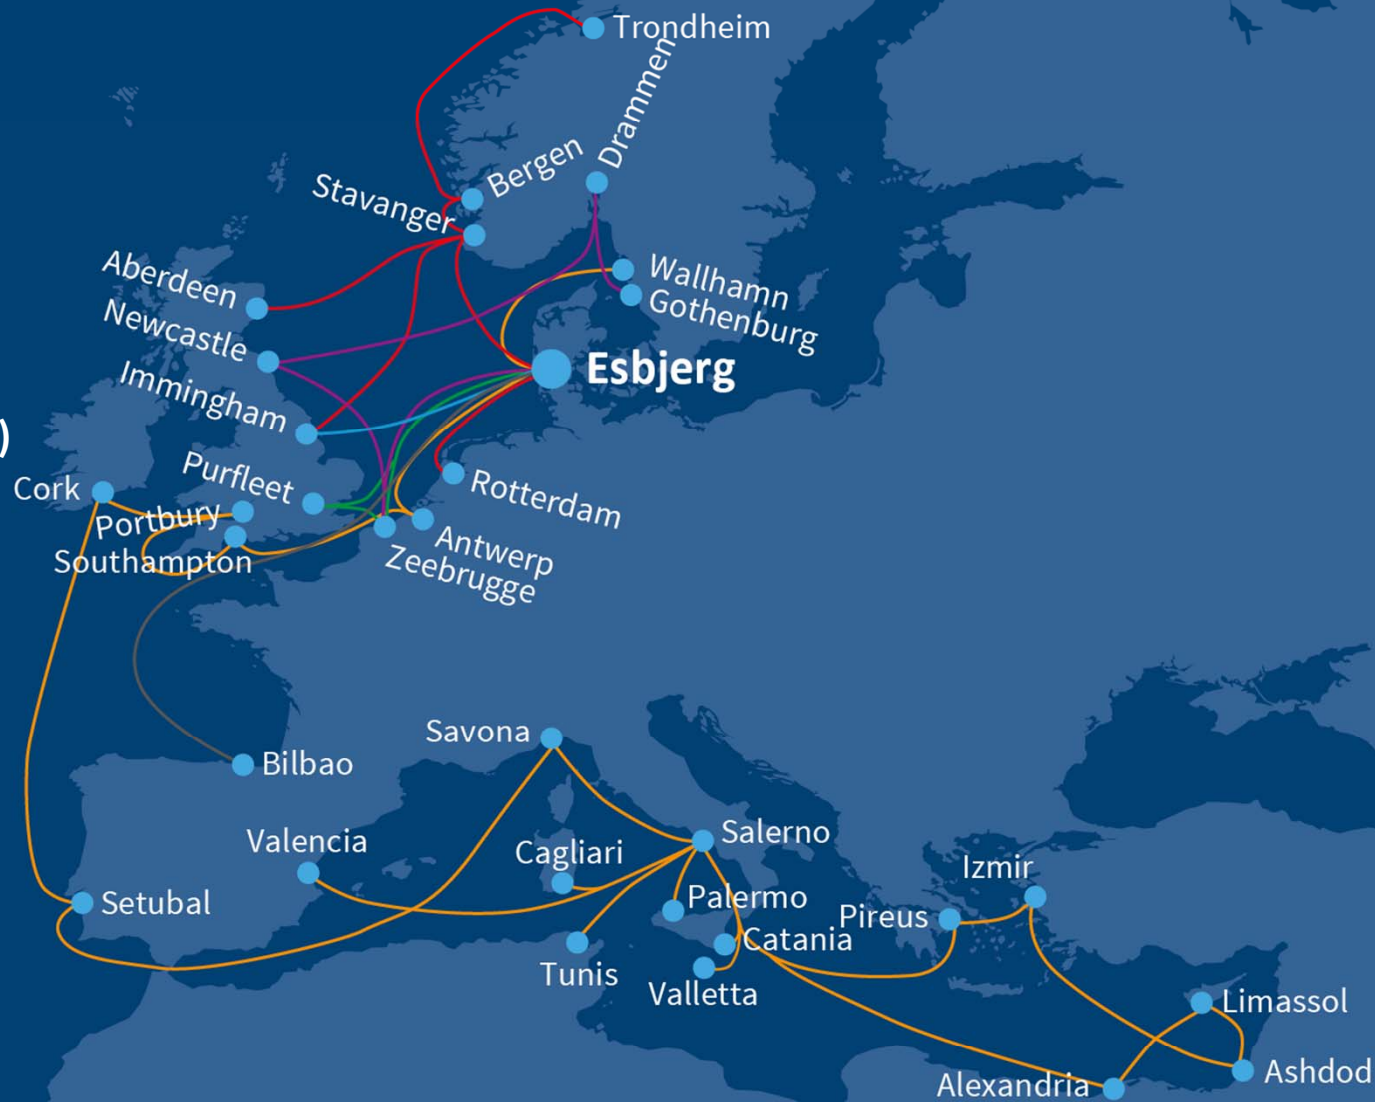 Trondheim
Drammen
Bergen
Stavanger
Aberdeen
Wallhamn
Gothenburg
Newcastle
Esbjerg
Immingham
)
Purfleet
Rotterdam
Cork
Portbury
Antwerp
Southampton
Zeebrugge
Savona
Bilbao
Valencia
Salerno
Cagliari
Izmir
Palermo
Setubal
Pireus
Catania
Tunis
Valletta
Limassol
Ashdod
Alexandria